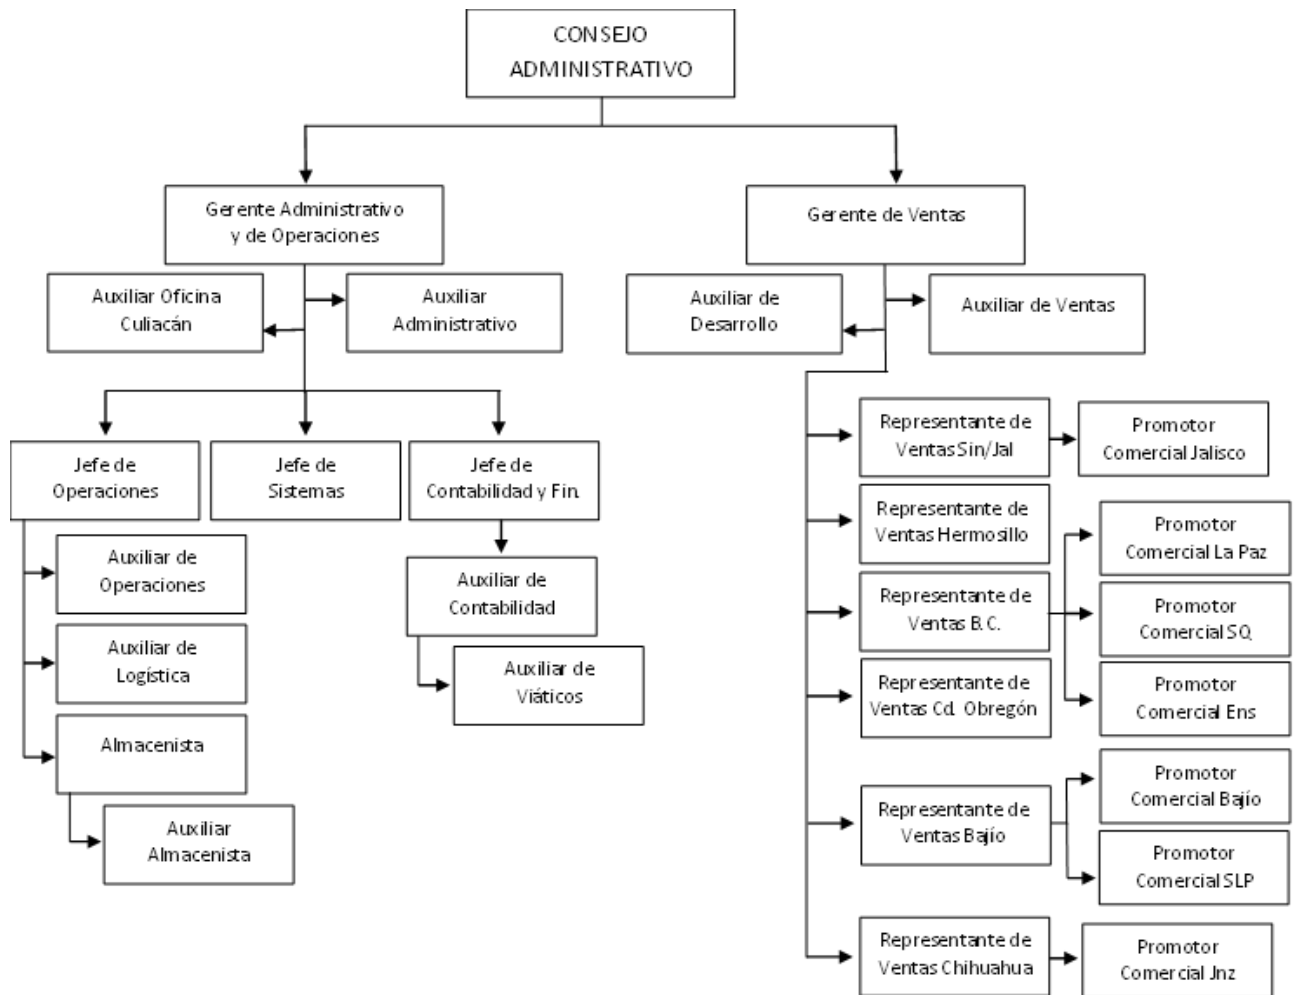 CONSEJO
ADMINISTRATIVO
Gerente Administrativo
y de Operaciones
Gerente de Ventas
Auxiliar Oficina
Culiacán
Auxiliar
Administrativo
Auxiliar de
Desarrollo
Auxiliar de Ventas
Jefe de
Operaciones
Jefe de
Sistemas
Jefe de
Contabilidad y Fin.
Auxiliar de
Operaciones
Auxiliar de
Logística
Almacenista
Auxiliar
Almacenista
Auxiliar de
Contabilidad
Auxiliar de
Viáticos
Representante de
Ventas Sin/Jal
Promotor
Comercial Jalisco
Representante de
Ventas Hermosillo
Representante de
Ventas B.C.
Promotor
Comercial La Paz
Promotor
Comercial SQ
Promotor
Comercial Ens
Representante de
Ventas Cd. Obregón
Representante de
Ventas Bajío
Promotor
Comercial Bajío
Promotor
Comercial SLP
Representante de
Ventas Chihuahua
Promotor
Comercial Jnz